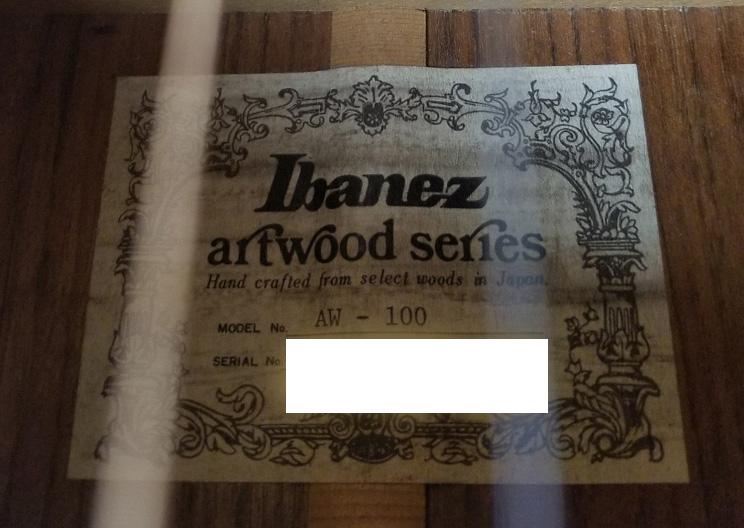 Ibanez
artwood series
Hand crafted from select woods in Japan.
MODEL No. AW - 100
SERIAL No.